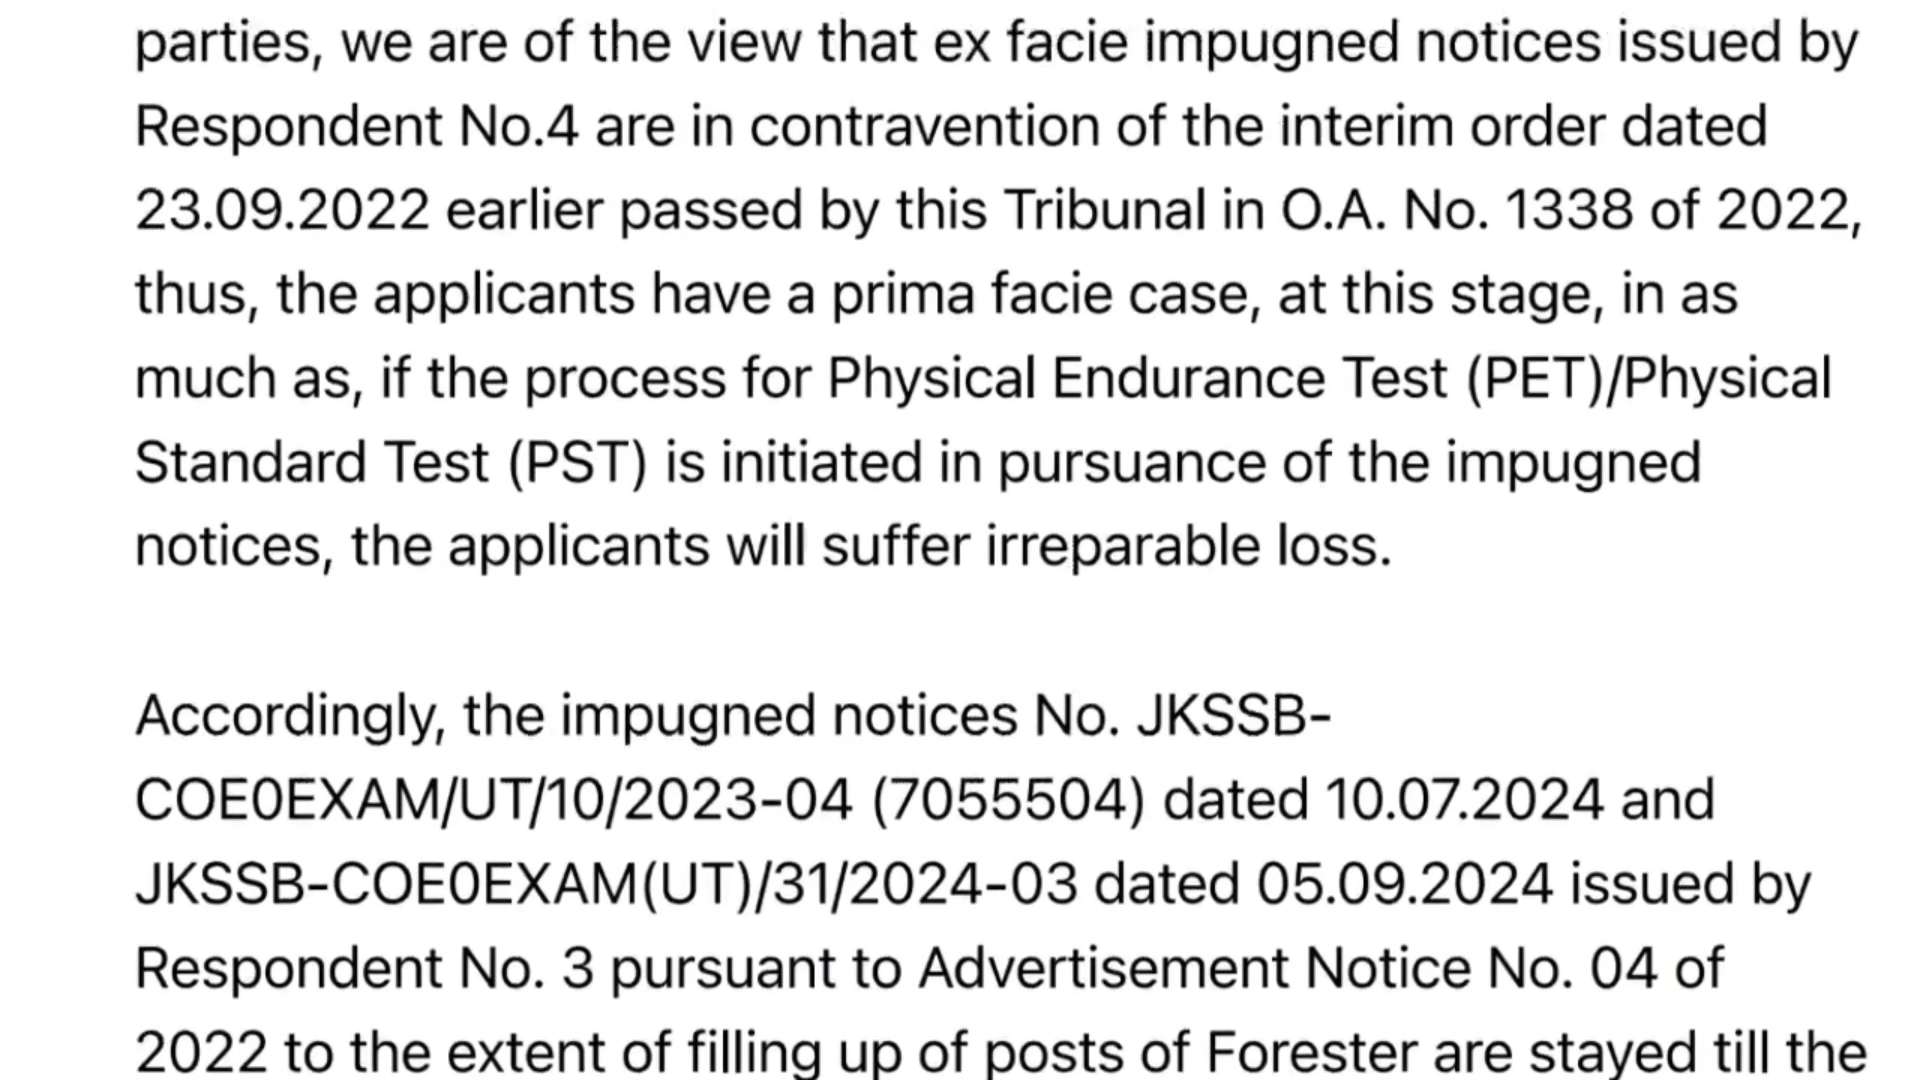 parties, we are of the view that ex facie impugned notices issued by
Respondent No.4 are in contravention of the interim order dated
23.09.2022 earlier passed by this Tribunal in O.A. No. 1338 of 2022,
thus, the applicants have a prima facie case, at this stage, in as
much as, if the process for Physical Endurance Test (PET)/Physical
Standard Test (PST) is initiated in pursuance of the impugned
notices, the applicants will suffer irreparable loss.
Accordingly, the impugned notices No. JKSSB-
COE0EXAM/UT/10/2023-04 (7055504) dated 10.07.2024 and
JKSSB-COE0EXAM(UT)/31/2024-03 dated 05.09.2024 issued by
Respondent No. 3 pursuant to Advertisement Notice No. 04 of
2022 to the extent of filling up of posts of Forester are stayed till the